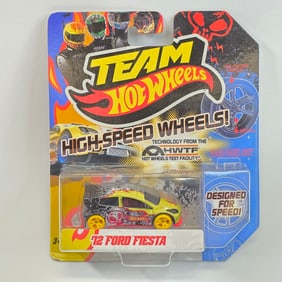 TEAM
HOT WHEELS
HIGH-SPEED WHEELS!
TECHNOLOGY FROM THE
HWTF
HOT WHEELS TEST FACILITY
DESIGNED
FOR
SPEED!
'12 FORD FIESTA